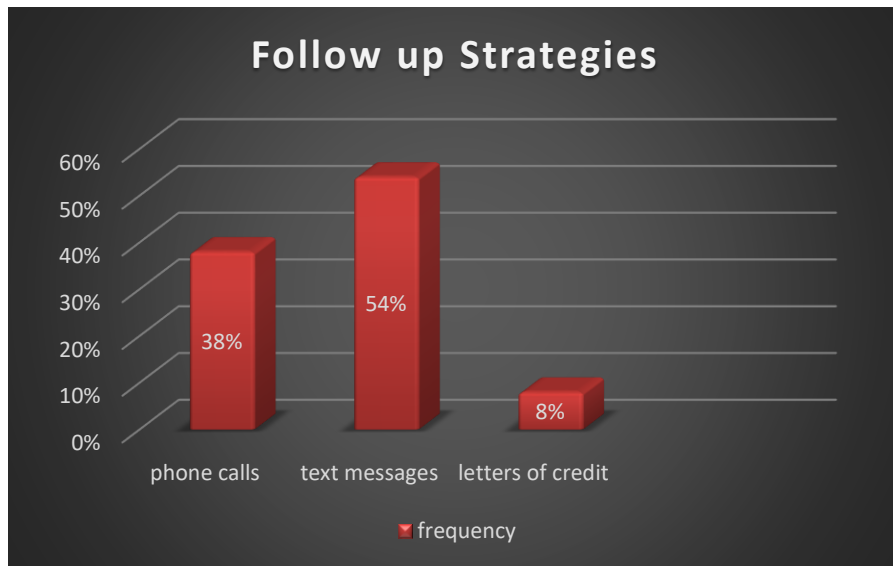 Follow up Strategies
60%
50%
40%
30%
20%
10%
0%
38%
54%
8%
phone calls
text messages
letters of credit
frequency